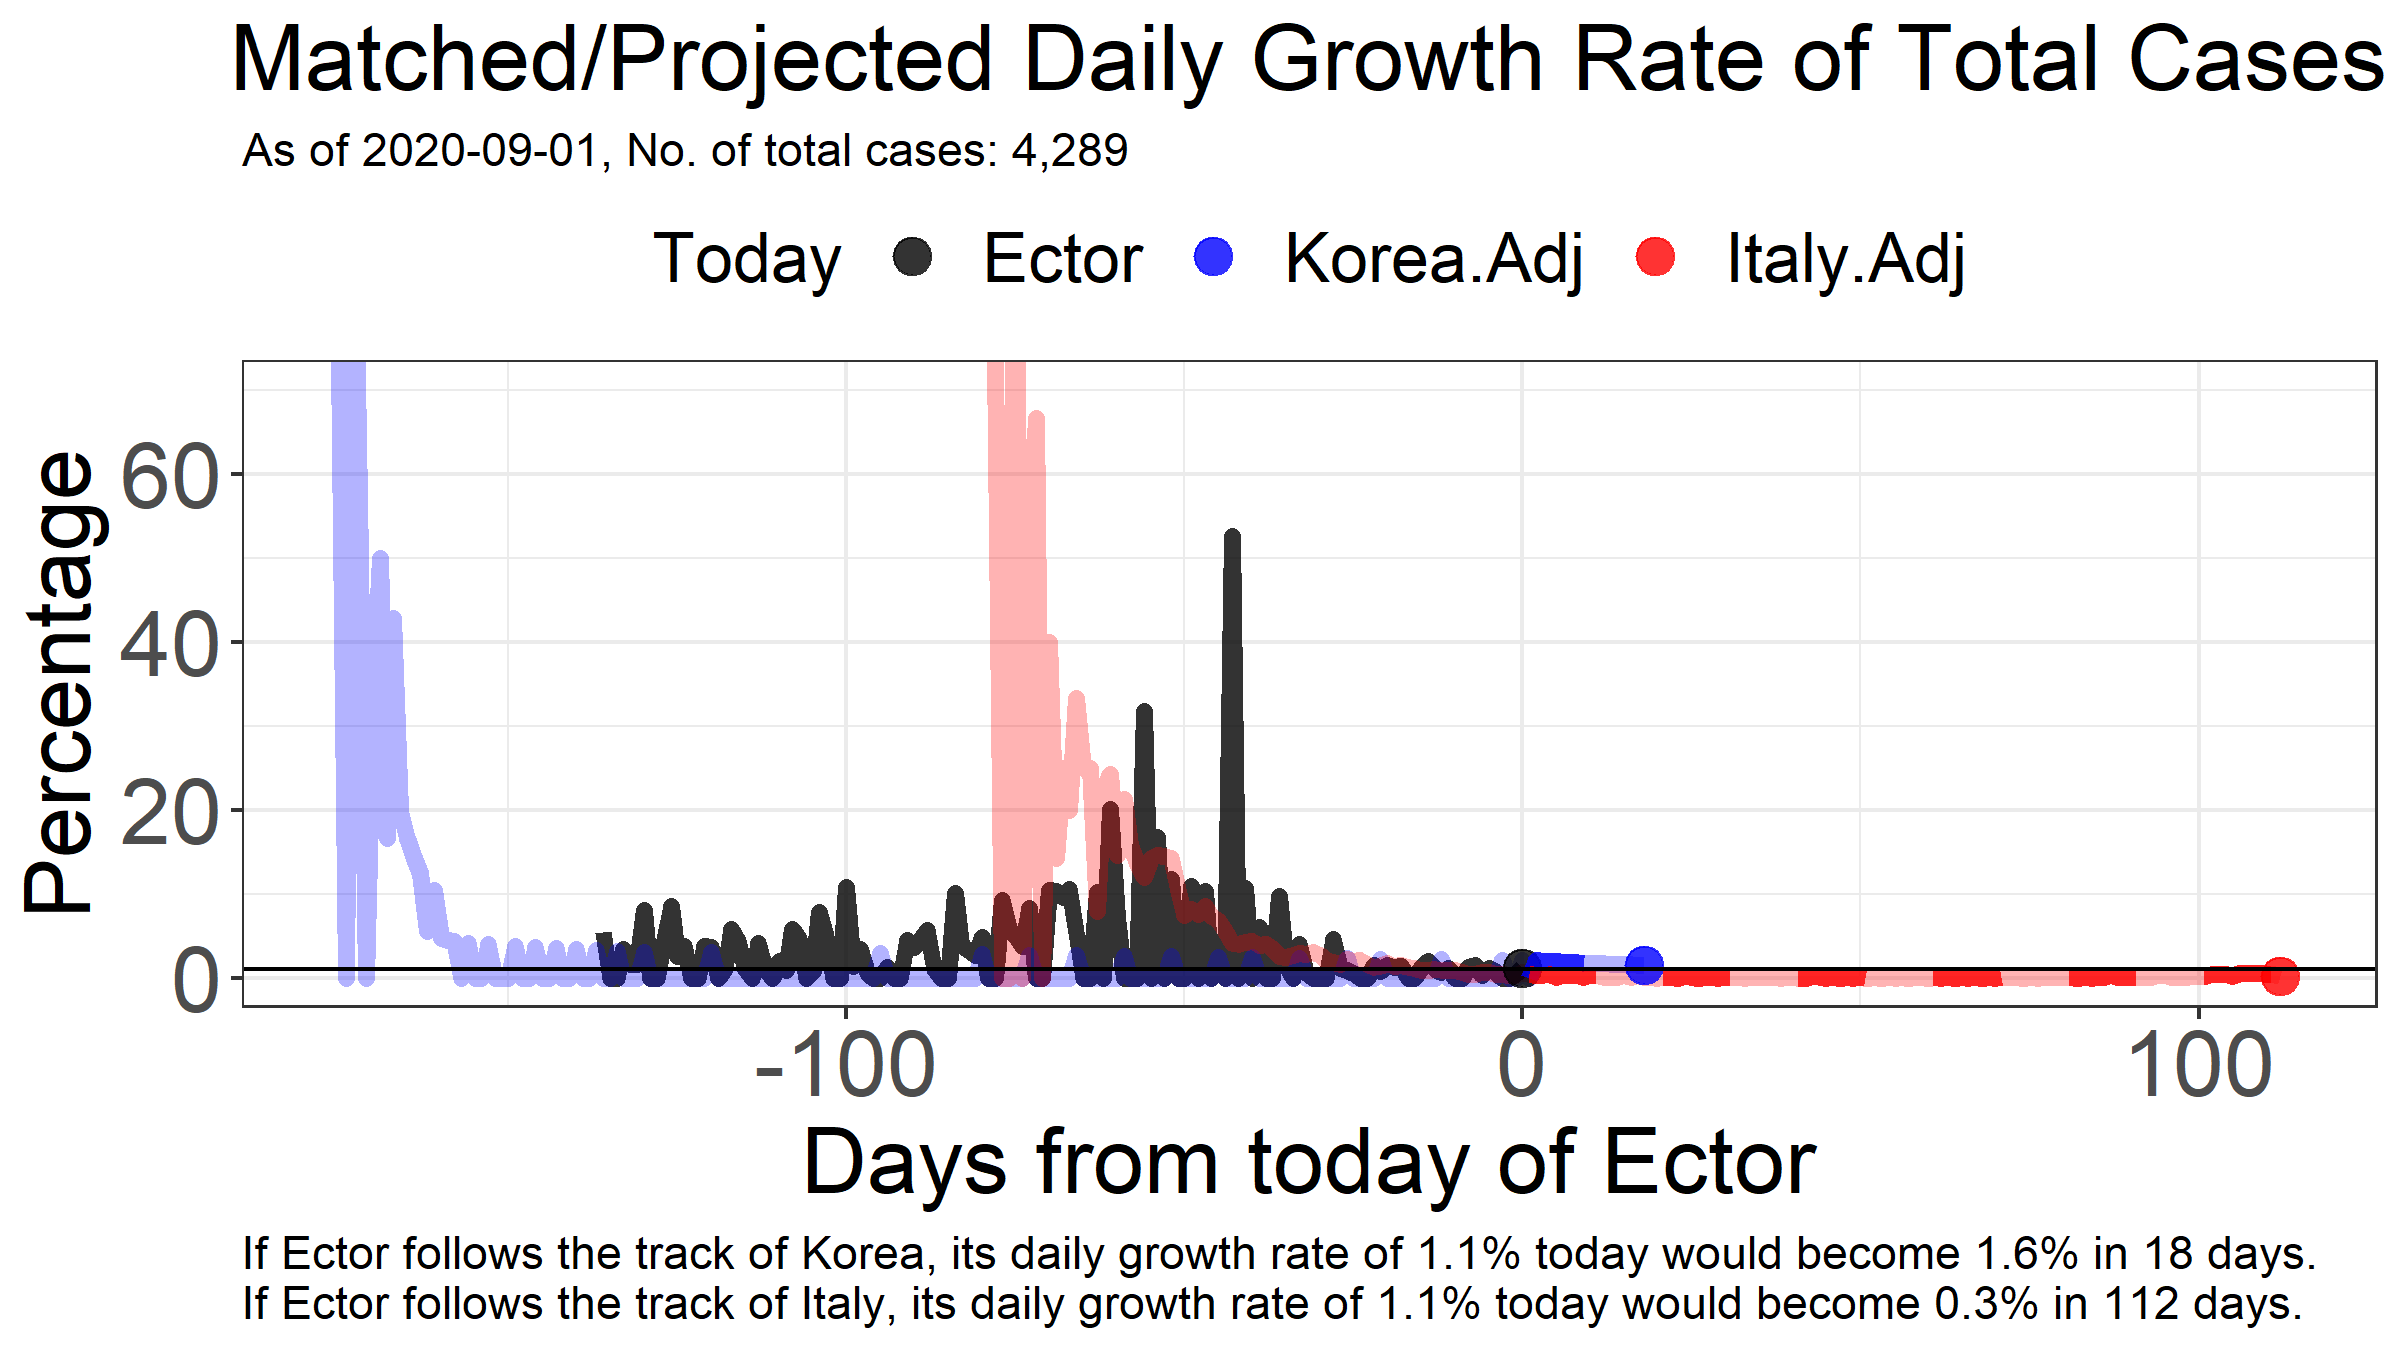 Matched/Projected Daily Growth Rate of Total Cases
As of 2020-09-01, No. of total cases: 4,289
Today Ector Korea.Adj Italy.Adj
Percentage
60
40
20
0
-100 0 100
Days from today of Ector
If Ector follows the track of Korea, its daily growth rate of 1.1% today would become 1.6% in 18 days.
If Ector follows the track of Italy, its daily growth rate of 1.1% today would become 0.3% in 112 days.